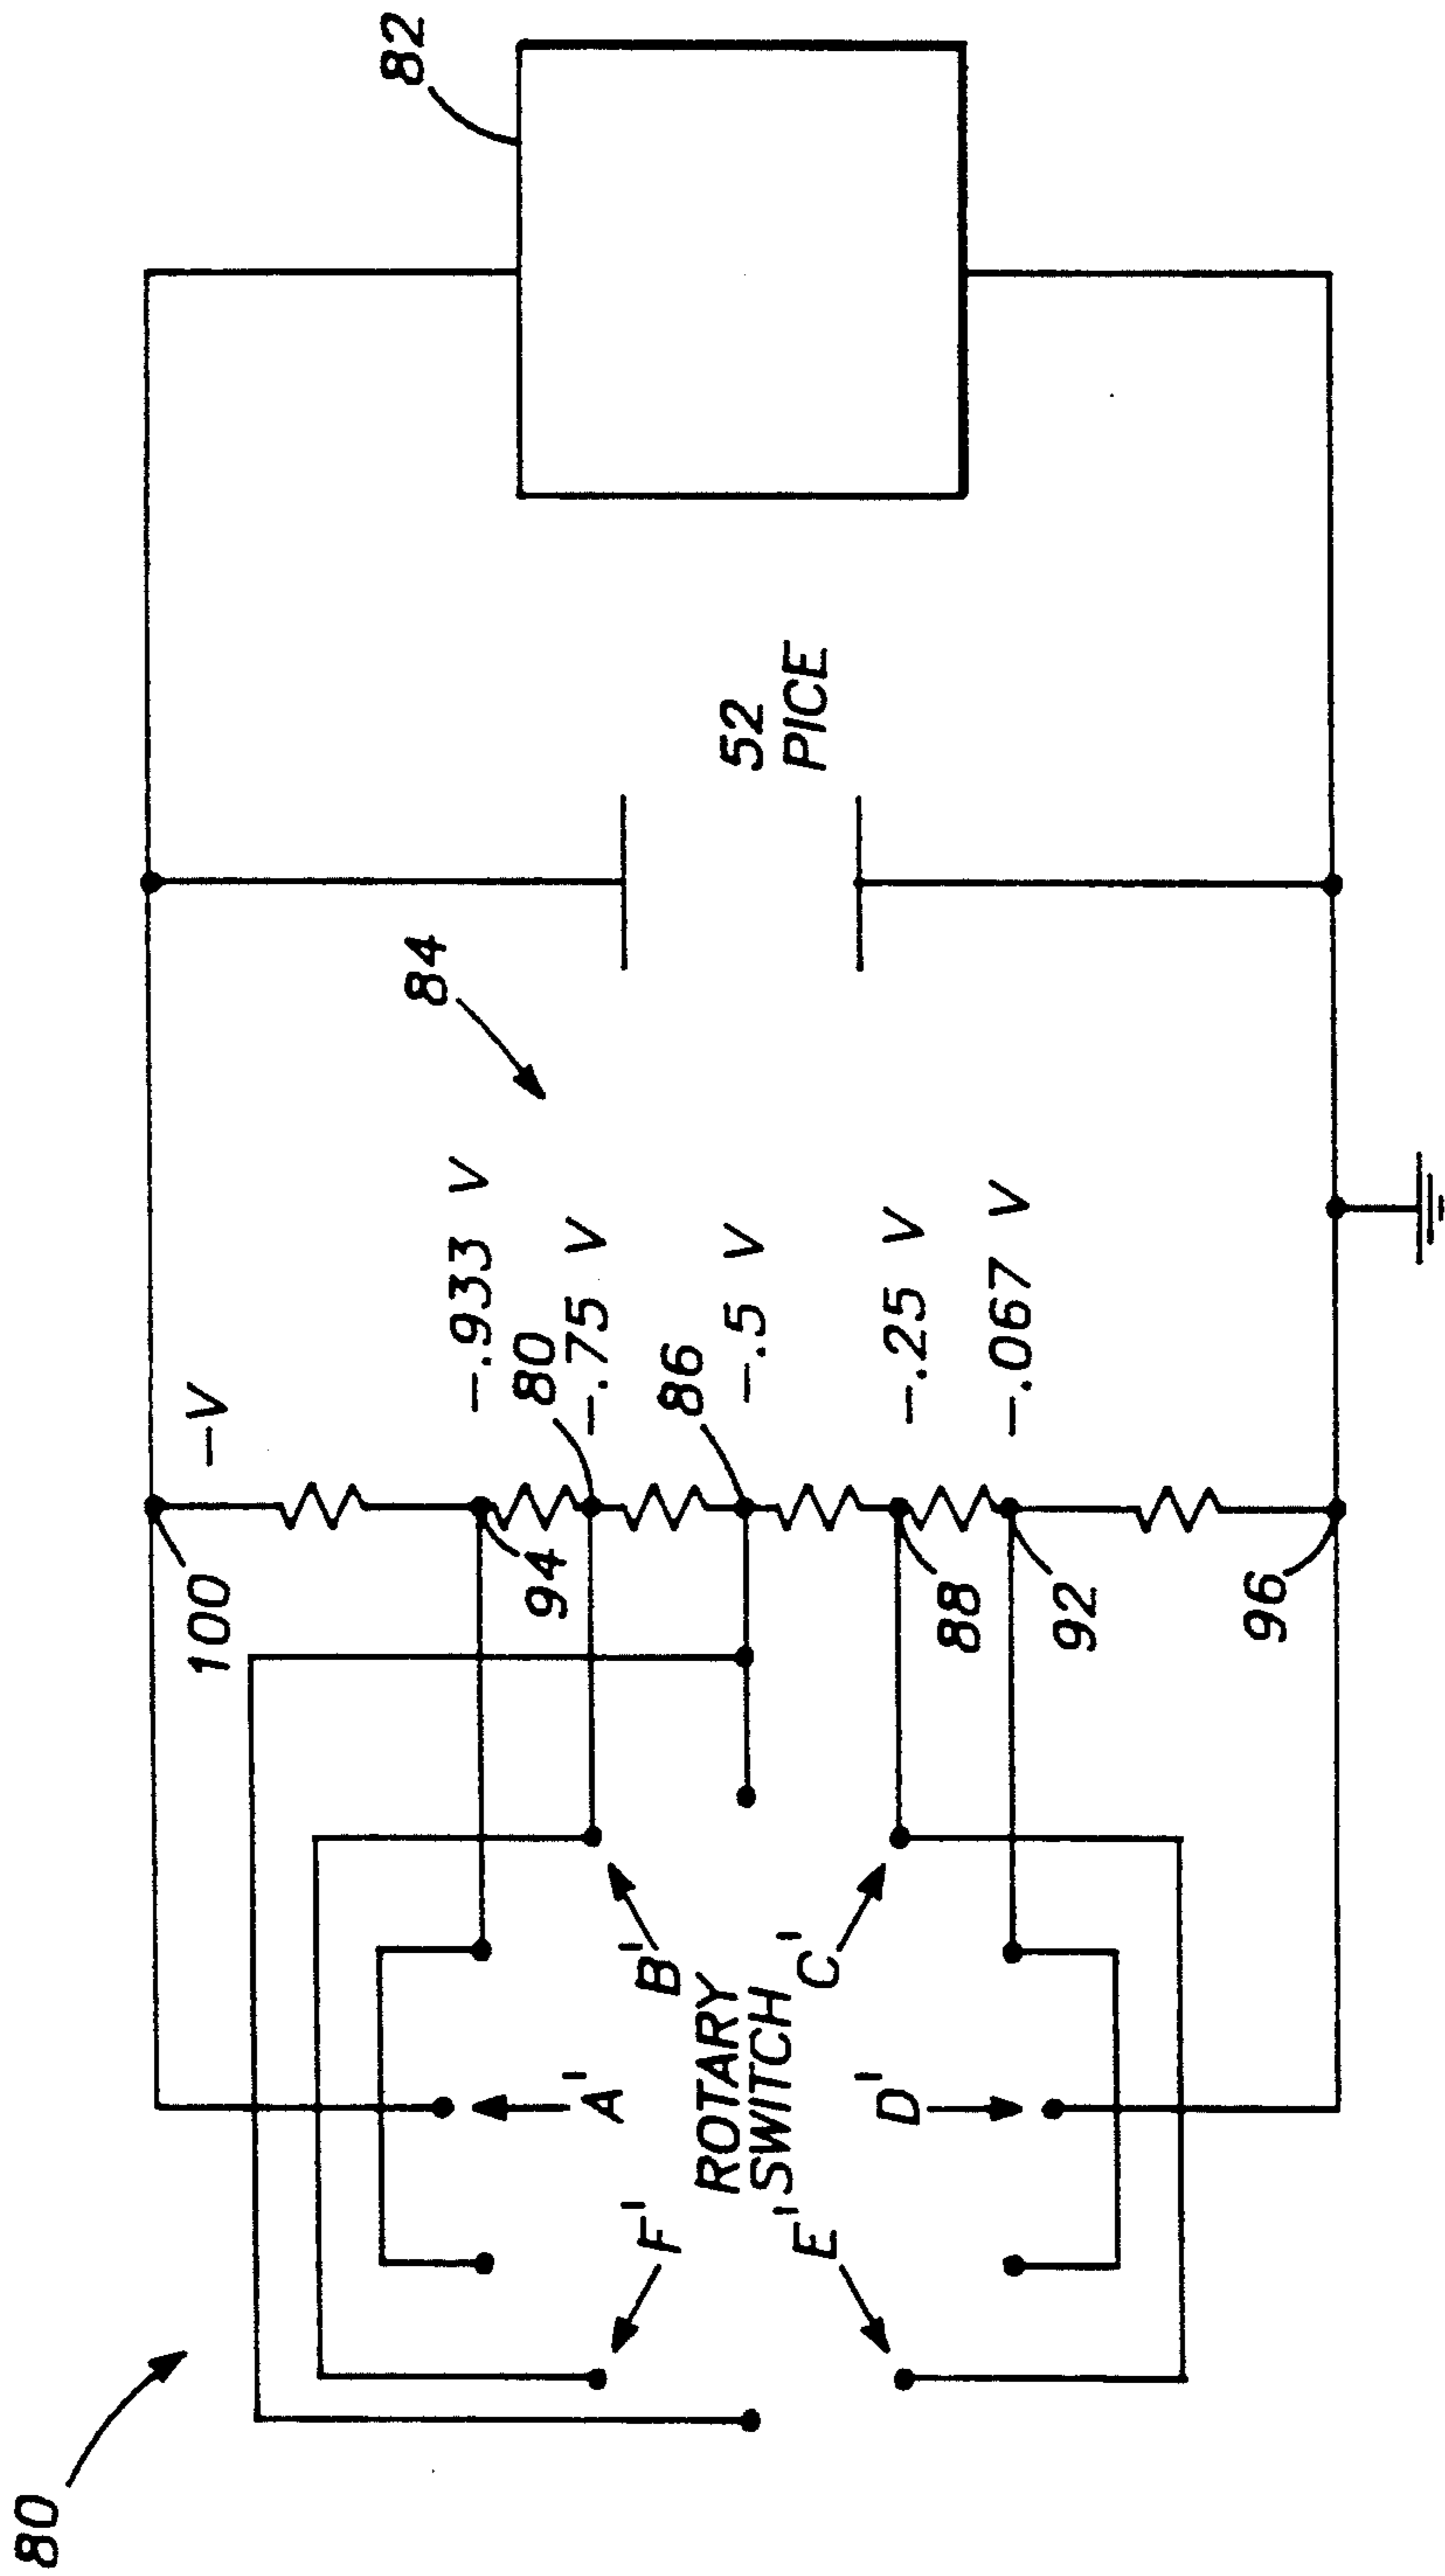 80
100
-V
82
84
-.933 V
94
80
-.75 V
F'
A'
B'
86
-.5 V
ROTARY
SWITCH
52
PICE
E'
D'
C'
-.25 V
88
-.067 V
92
96